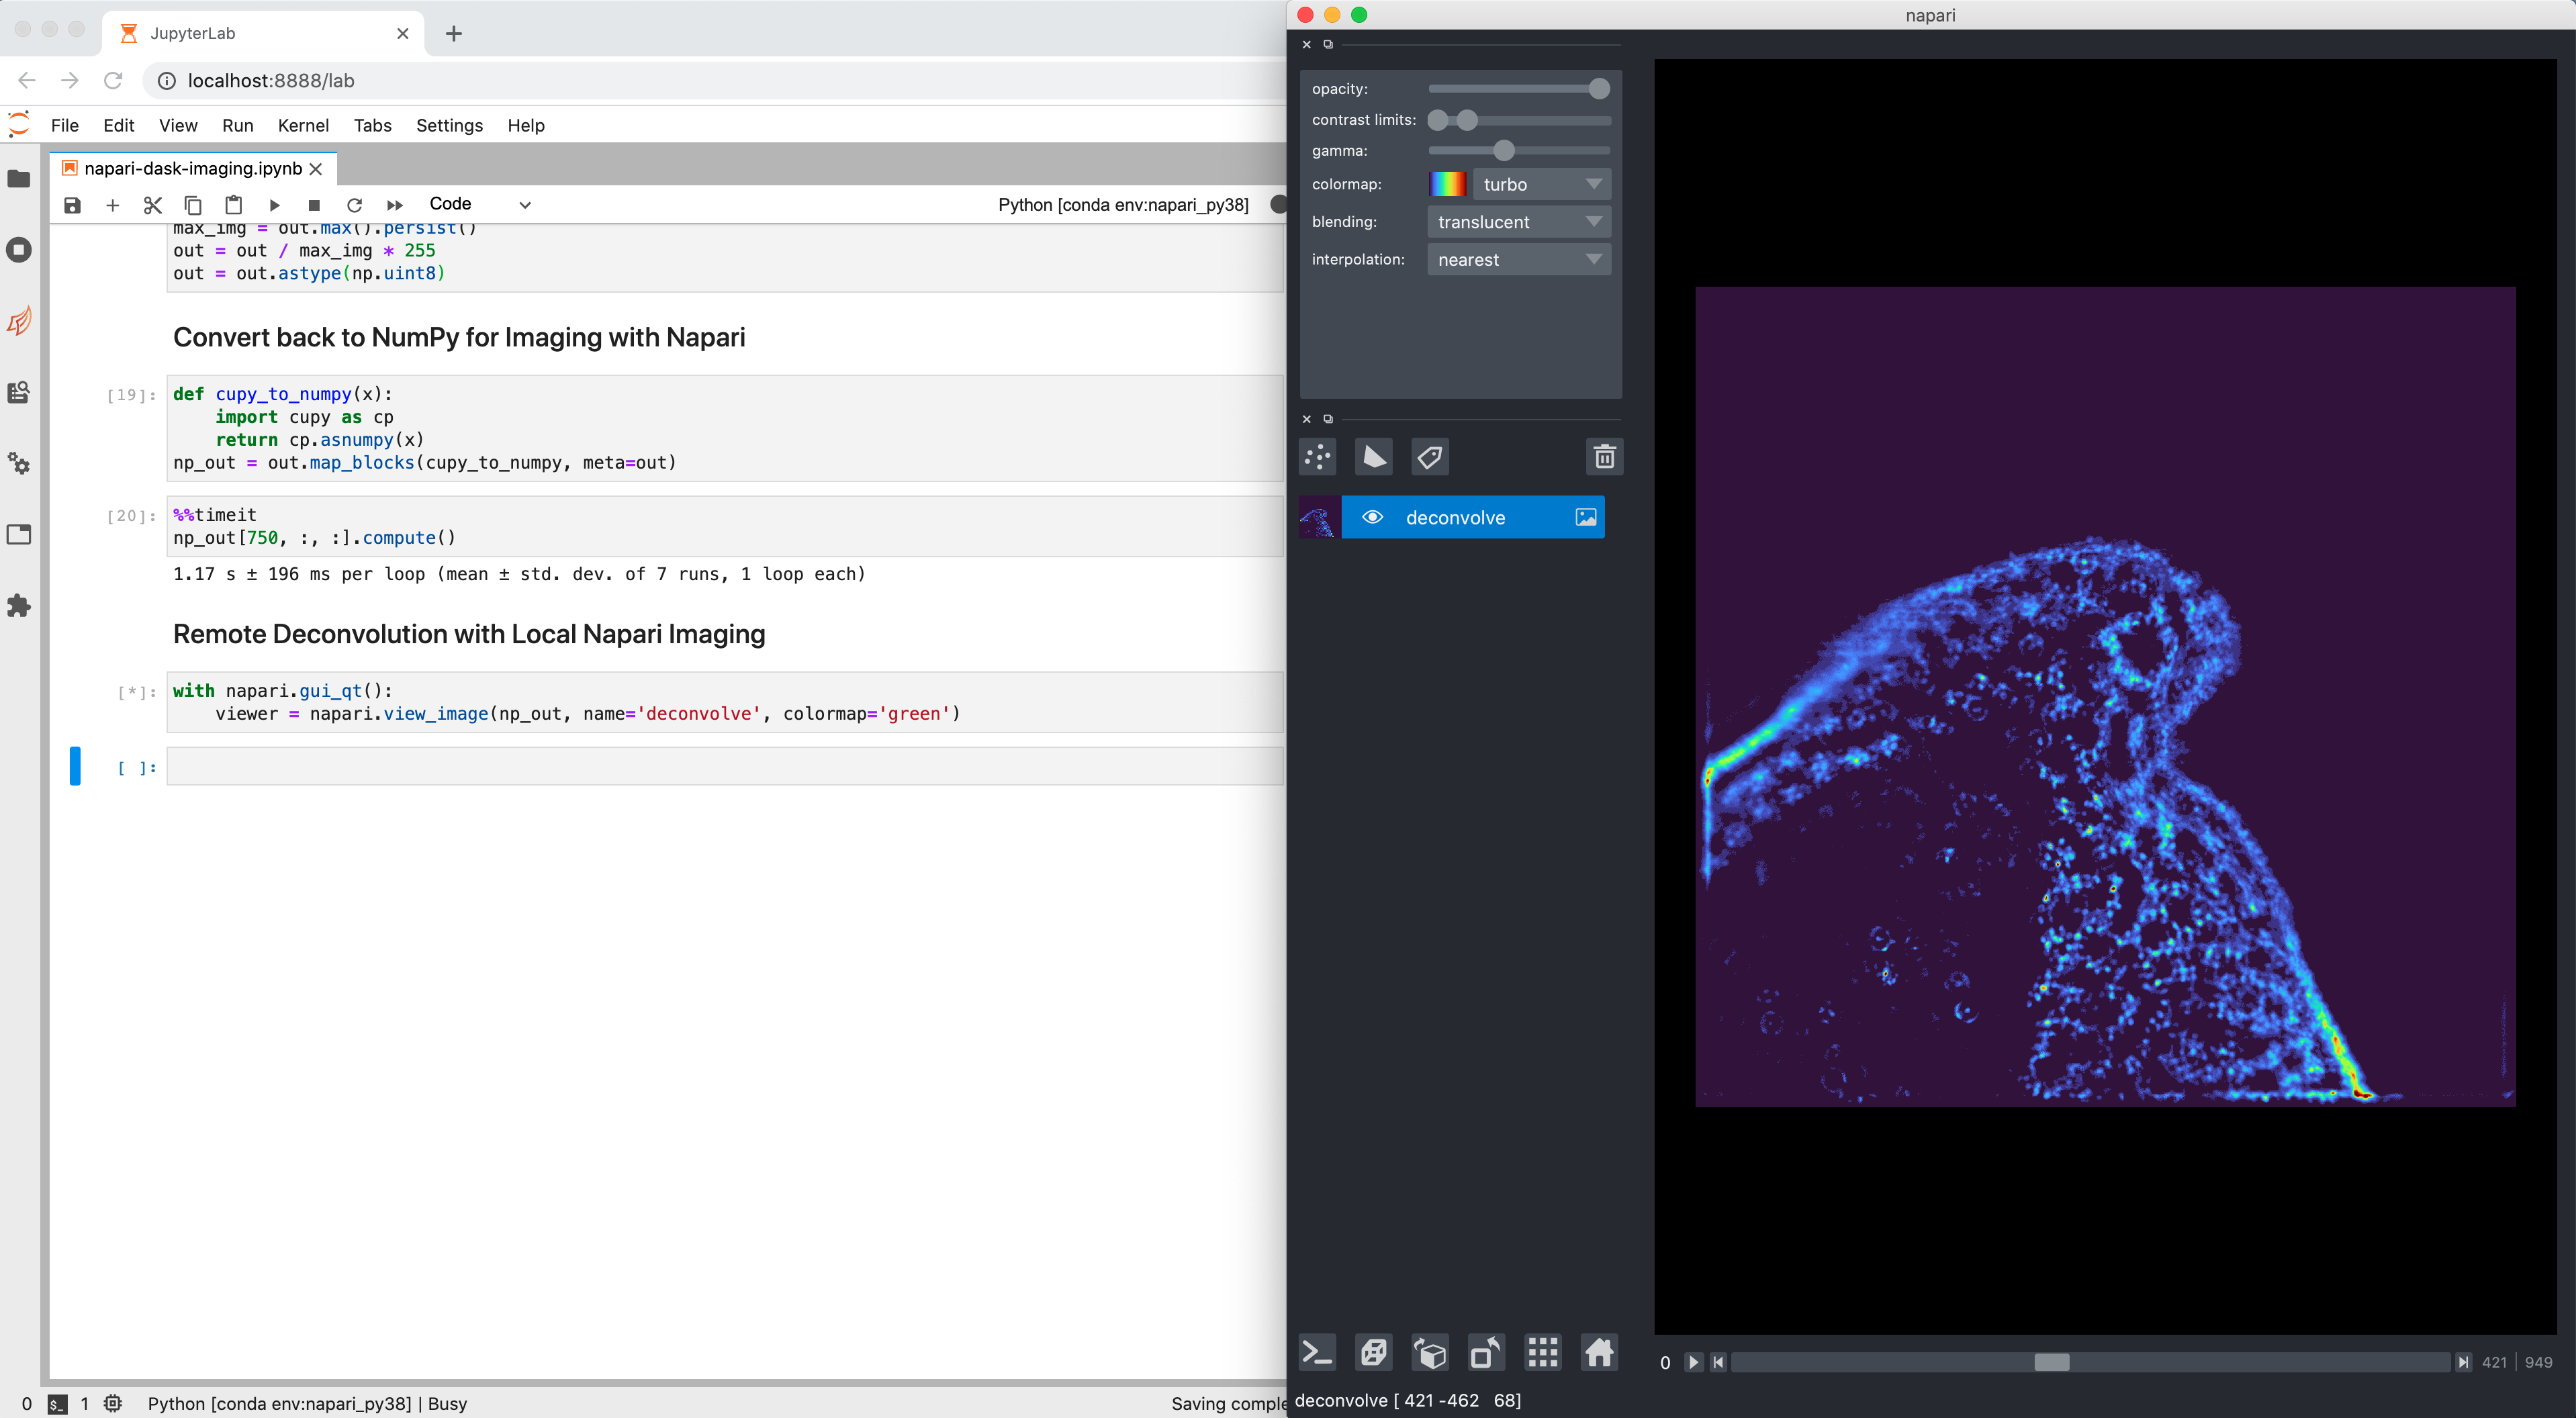 JupyterLab
localhost:8888/lab
File Edit View Run Kernel Tabs Settings Help
napari-dask-imaging.ipynb
Code
Python [conda env:napari_py38]
max_img = out.max().persist()
out = out / max_img * 255
out = out.astype(np.uint8)
Convert back to NumPy for Imaging with Napari
[19]:
def cupy_to_numpy(x):
    import cupy as cp
    return cp.asnumpy(x)
np_out = out.map_blocks(cupy_to_numpy, meta=out)
[20]:
%%timeit
np_out[750, :, :].compute()
1.17 s ± 196 ms per loop (mean ± std. dev. of 7 runs, 1 loop each)
Remote Deconvolution with Local Napari Imaging
[*]:
with napari.gui_qt():
    viewer = napari.view_image(np_out, name='deconvolve', colormap='green')
[ ]:
0 $_ 1 Python [conda env:napari_py38] | Busy
Saving comple
napari
opacity:
contrast limits:
gamma:
colormap: turbo
blending: translucent
interpolation: nearest
deconvolve
0 421 949
deconvolve [ 421 -462 68]